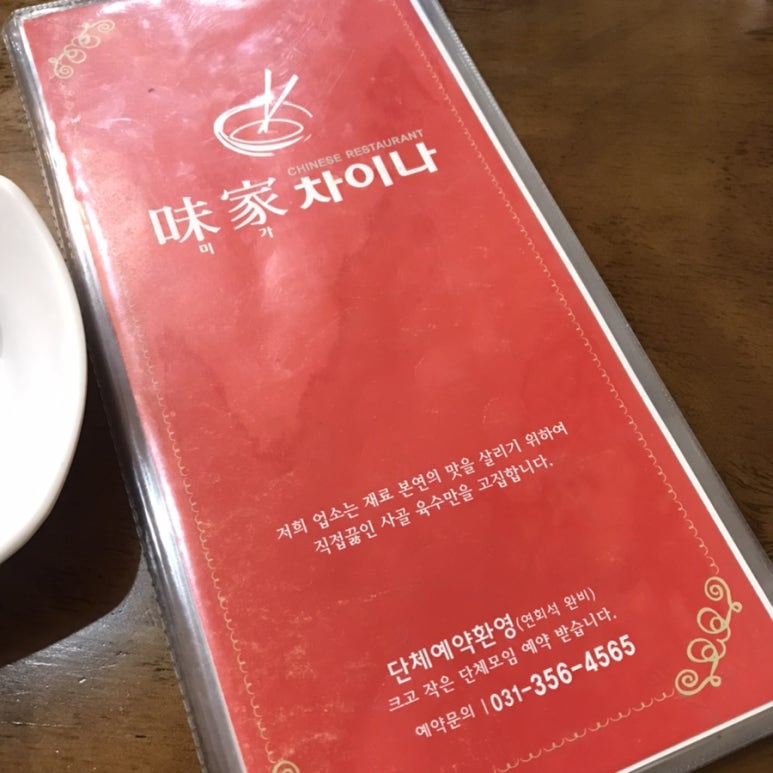 CHINESE RESTAURANT
味家 차이나
미 가
저희 업소는 재료 본연의 맛을 살리기 위하여
직접끓인 사골 육수만을 고집합니다.
단체예약환영(연회석 완비)
크고 작은 단체모임 예약 받습니다.
예약문의 | 031-356-4565